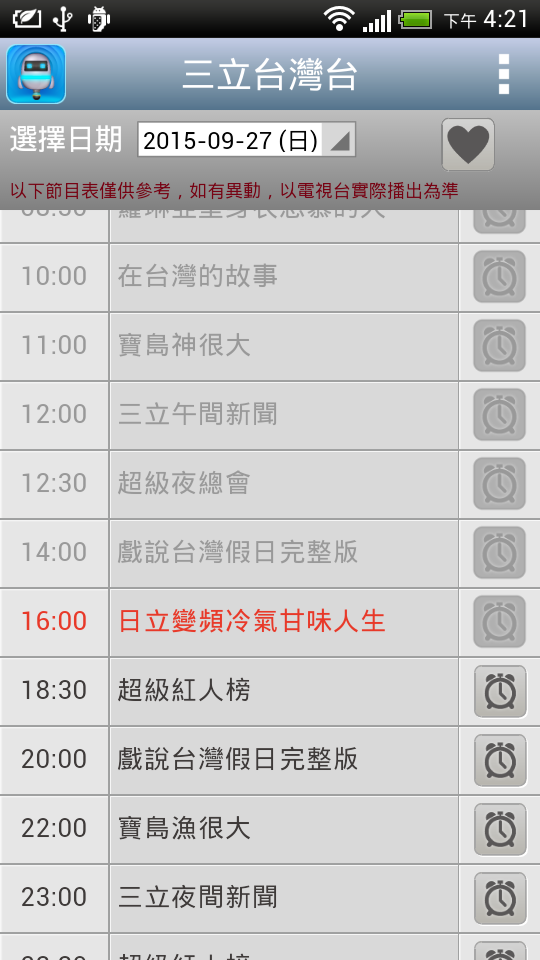 下午 4:21
三立台灣台
選擇日期 2015-09-27 (日)
以下節目表僅供參考，如有異動，以電視台實際播出為準
10:00 在台灣的故事
11:00 寶島神很大
12:00 三立午間新聞
12:30 超級夜總會
14:00 戲說台灣假日完整版
16:00 日立變頻冷氣甘味人生
18:30 超級紅人榜
20:00 戲說台灣假日完整版
22:00 寶島漁很大
23:00 三立夜間新聞